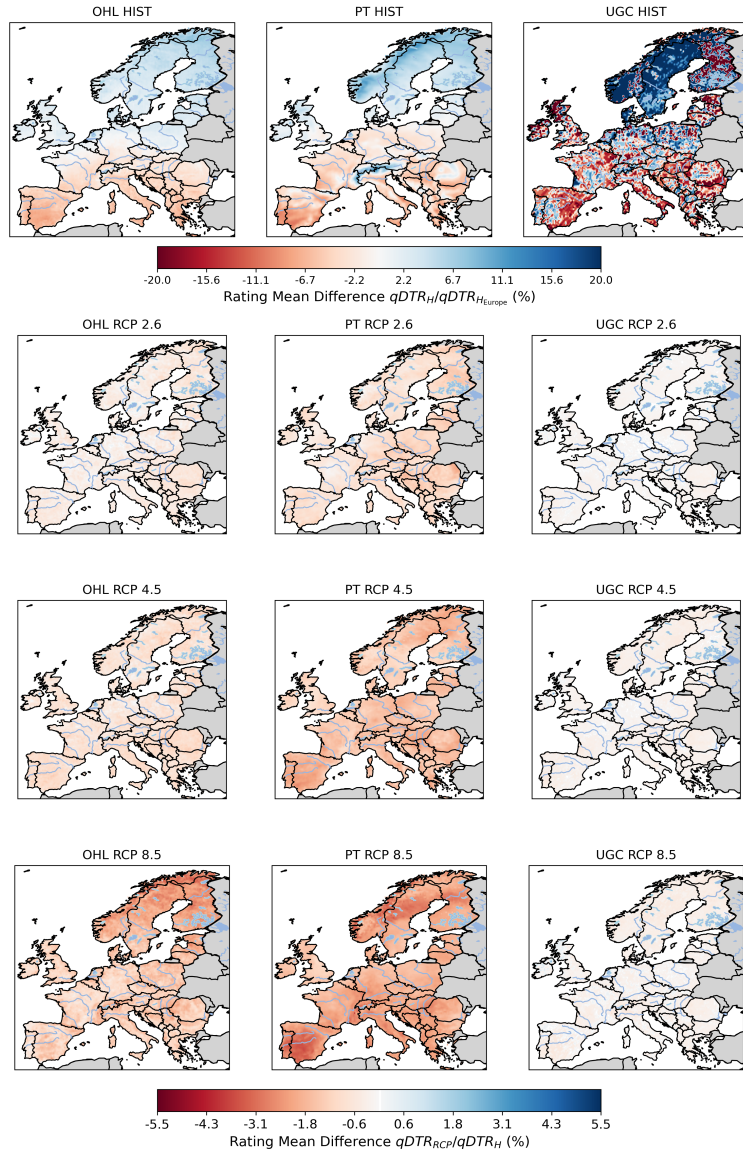 OHL HIST PT HIST UGC HIST
-20.0 -15.6 -11.1 -6.7 -2.2 2.2 6.7 11.1 15.6 20.0
Rating Mean Difference qDTR_H/qDTR_H_Europe (%)
OHL RCP 2.6 PT RCP 2.6 UGC RCP 2.6
OHL RCP 4.5 PT RCP 4.5 UGC RCP 4.5
OHL RCP 8.5 PT RCP 8.5 UGC RCP 8.5
-5.5 -4.3 -3.1 -1.8 -0.6 0.6 1.8 3.1 4.3 5.5
Rating Mean Difference qDTR_RCP/qDTR_H (%)